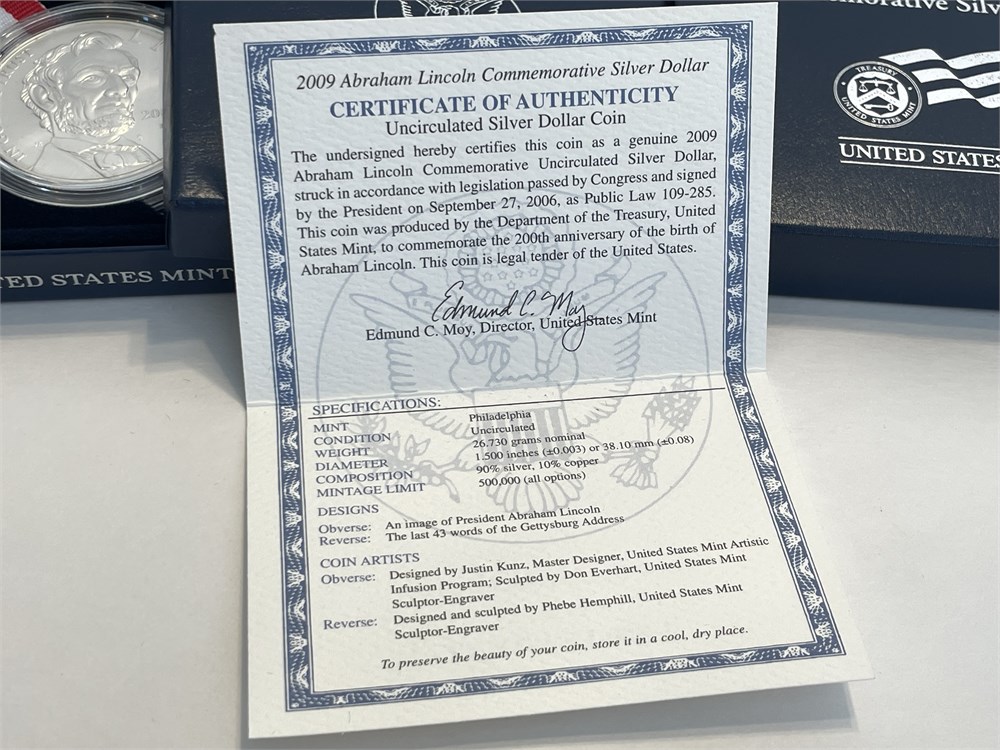 2009 Abraham Lincoln Commemorative Silver Dollar
CERTIFICATE OF AUTHENTICITY
Uncirculated Silver Dollar Coin
The undersigned hereby certifies this coin as a genuine 2009
Abraham Lincoln Commemorative Uncirculated Silver Dollar,
struck in accordance with legislation passed by Congress and signed
by the President on September 27, 2006, as Public Law 109-285.
This coin was produced by the Department of the Treasury, United
States Mint, to commemorate the 200th anniversary of the birth of
Abraham Lincoln. This coin is legal tender of the United States.
Edmund C. Moy
Edmund C. Moy, Director, United States Mint
SPECIFICATIONS:
MINT Philadelphia
CONDITION Uncirculated
WEIGHT 26.730 grams nominal
DIAMETER 1.500 inches (±0.003) or 38.10 mm (±0.08)
COMPOSITION 90% silver, 10% copper
MINTAGE LIMIT 500,000 (all options)
DESIGNS
Obverse: An image of President Abraham Lincoln
Reverse: The last 43 words of the Gettysburg Address
COIN ARTISTS
Obverse: Designed by Justin Kunz, Master Designer, United States Mint Artistic
Infusion Program; Sculpted by Don Everhart, United States Mint
Sculptor-Engraver
Reverse: Designed and sculpted by Phebe Hemphill, United States Mint
Sculptor-Engraver
To preserve the beauty of your coin, store it in a cool, dry place.
ED STATES MINT
morative Silv
TREASURY
UNITED STATES MINT
UNITED STATES